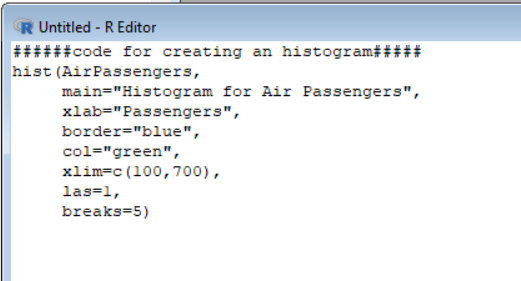 Untitled - R Editor
######code for creating an histogram#####
hist(AirPassengers,
main="Histogram for Air Passengers",
xlab="Passengers",
border="blue",
col="green",
xlim=c(100,700),
las=1,
breaks=5)